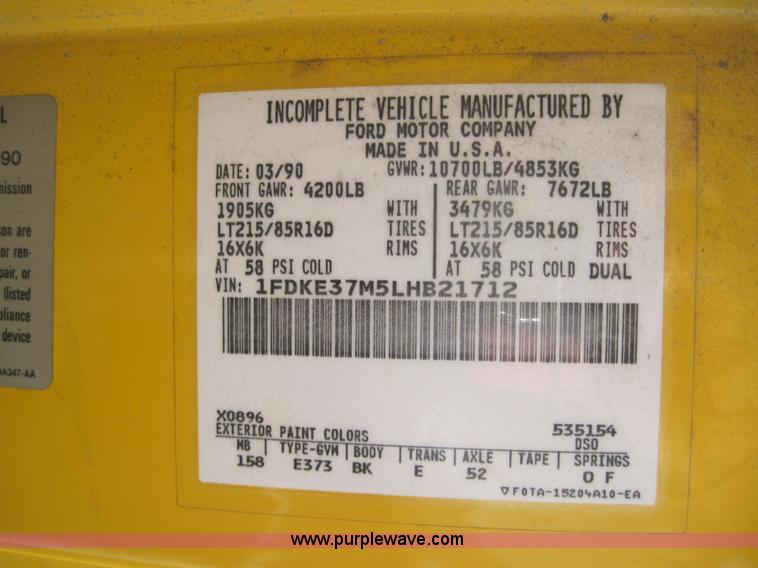 L
90
mission
son are
or ren-
pair, or
(listed
pliance
device
A347-AA
INCOMPLETE VEHICLE MANUFACTURED BY
FORD MOTOR COMPANY
MADE IN U.S.A.
DATE: 03/90 GVWR: 10700LB/4853KG
FRONT GAWR: 4200LB REAR GAWR: 7672LB
1905KG WITH 3479KG WITH
LT215/85R16D TIRES LT215/85R16D TIRES
16X6K RIMS 16X6K RIMS
AT 58 PSI COLD AT 58 PSI COLD DUAL
VIN: 1FDKE37M5LHB21712
X0896 535154
EXTERIOR PAINT COLORS DSO
WB TYPE-GVM BODY TRANS AXLE TAPE SPRINGS
158 E373 BK E 52 O F
▽ F0TA-15204A10-EA
www.purplewave.com